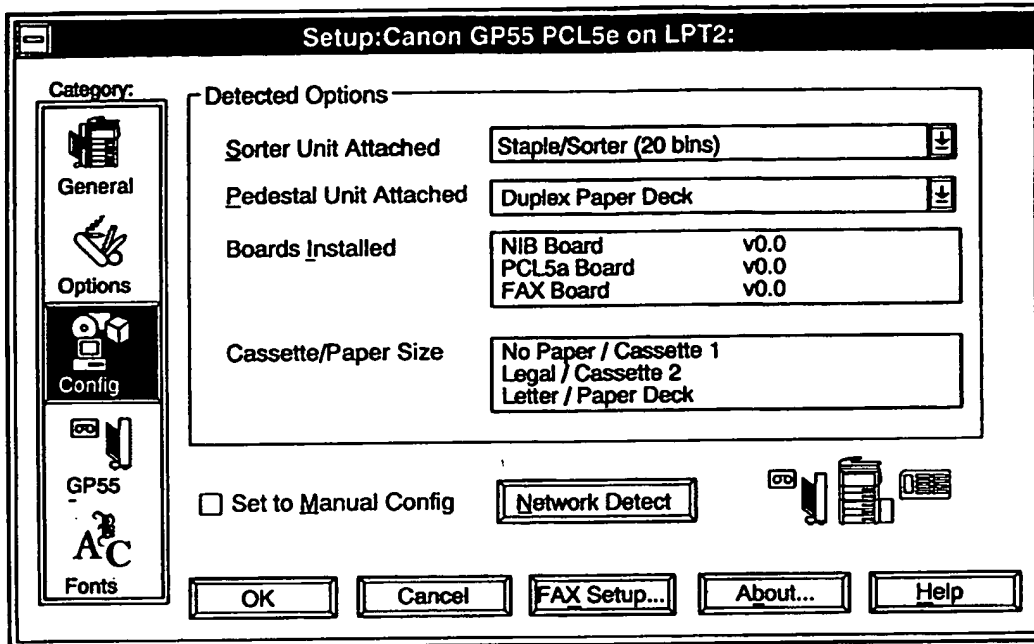 Setup:Canon GP55 PCL5e on LPT2:
Category:
General
Options
Config
GP55
Fonts
Detected Options
Sorter Unit Attached Staple/Sorter (20 bins)
Pedestal Unit Attached Duplex Paper Deck
Boards Installed NIB Board v0.0
PCL5a Board v0.0
FAX Board v0.0
Cassette/Paper Size No Paper / Cassette 1
Legal / Cassette 2
Letter / Paper Deck
Set to Manual Config Network Detect
OK Cancel FAX Setup... About... Help